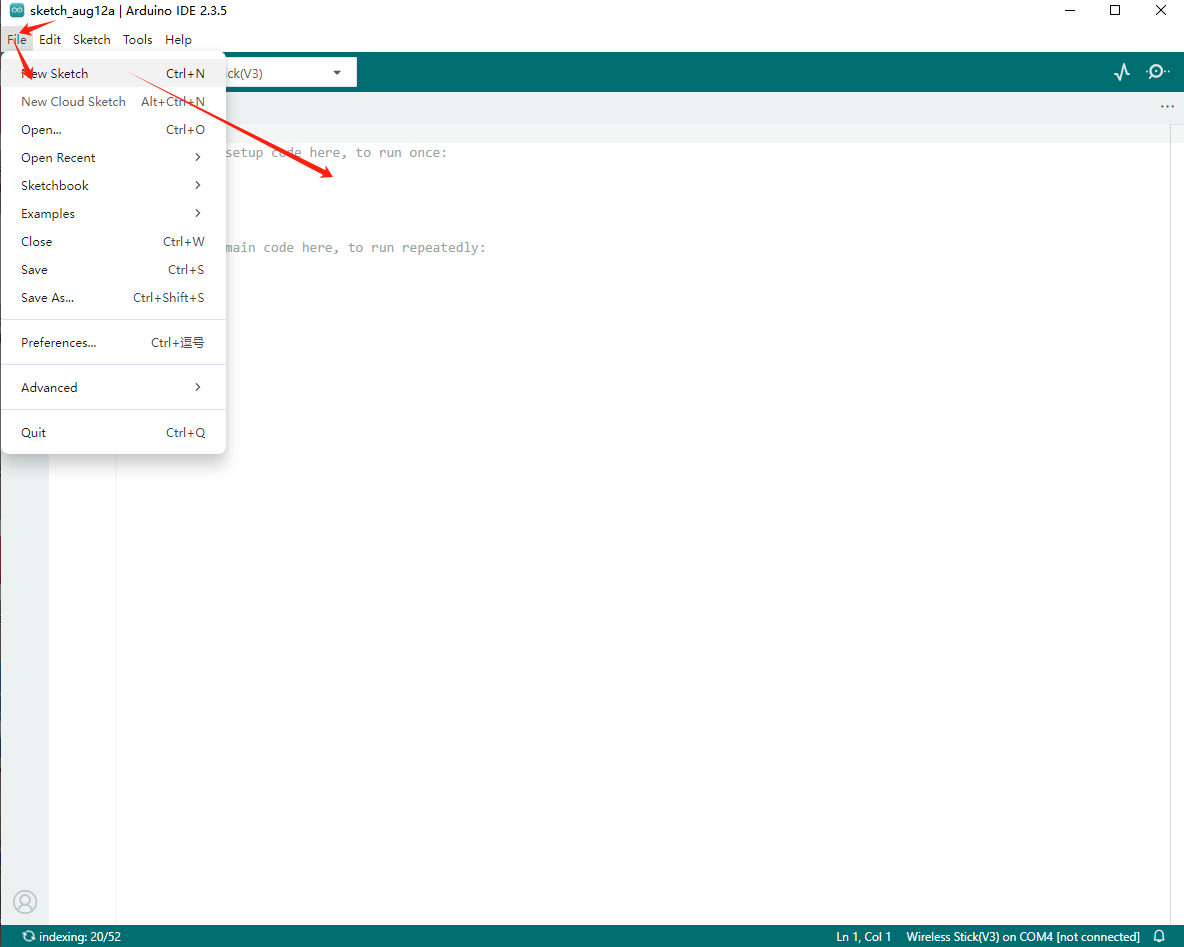 sketch_aug12a | Arduino IDE 2.3.5
File Edit Sketch Tools Help
New Sketch Ctrl+N
ick(V3)
New Cloud Sketch Alt+Ctrl+N
Open... Ctrl+O
setup code here, to run once:
Open Recent
Sketchbook
Examples
Close Ctrl+W
main code here, to run repeatedly:
Save Ctrl+S
Save As... Ctrl+Shift+S
Preferences... Ctrl+逗号
Advanced
Quit Ctrl+Q
indexing: 20/52 Ln 1, Col 1 Wireless Stick(V3) on COM4 [not connected]